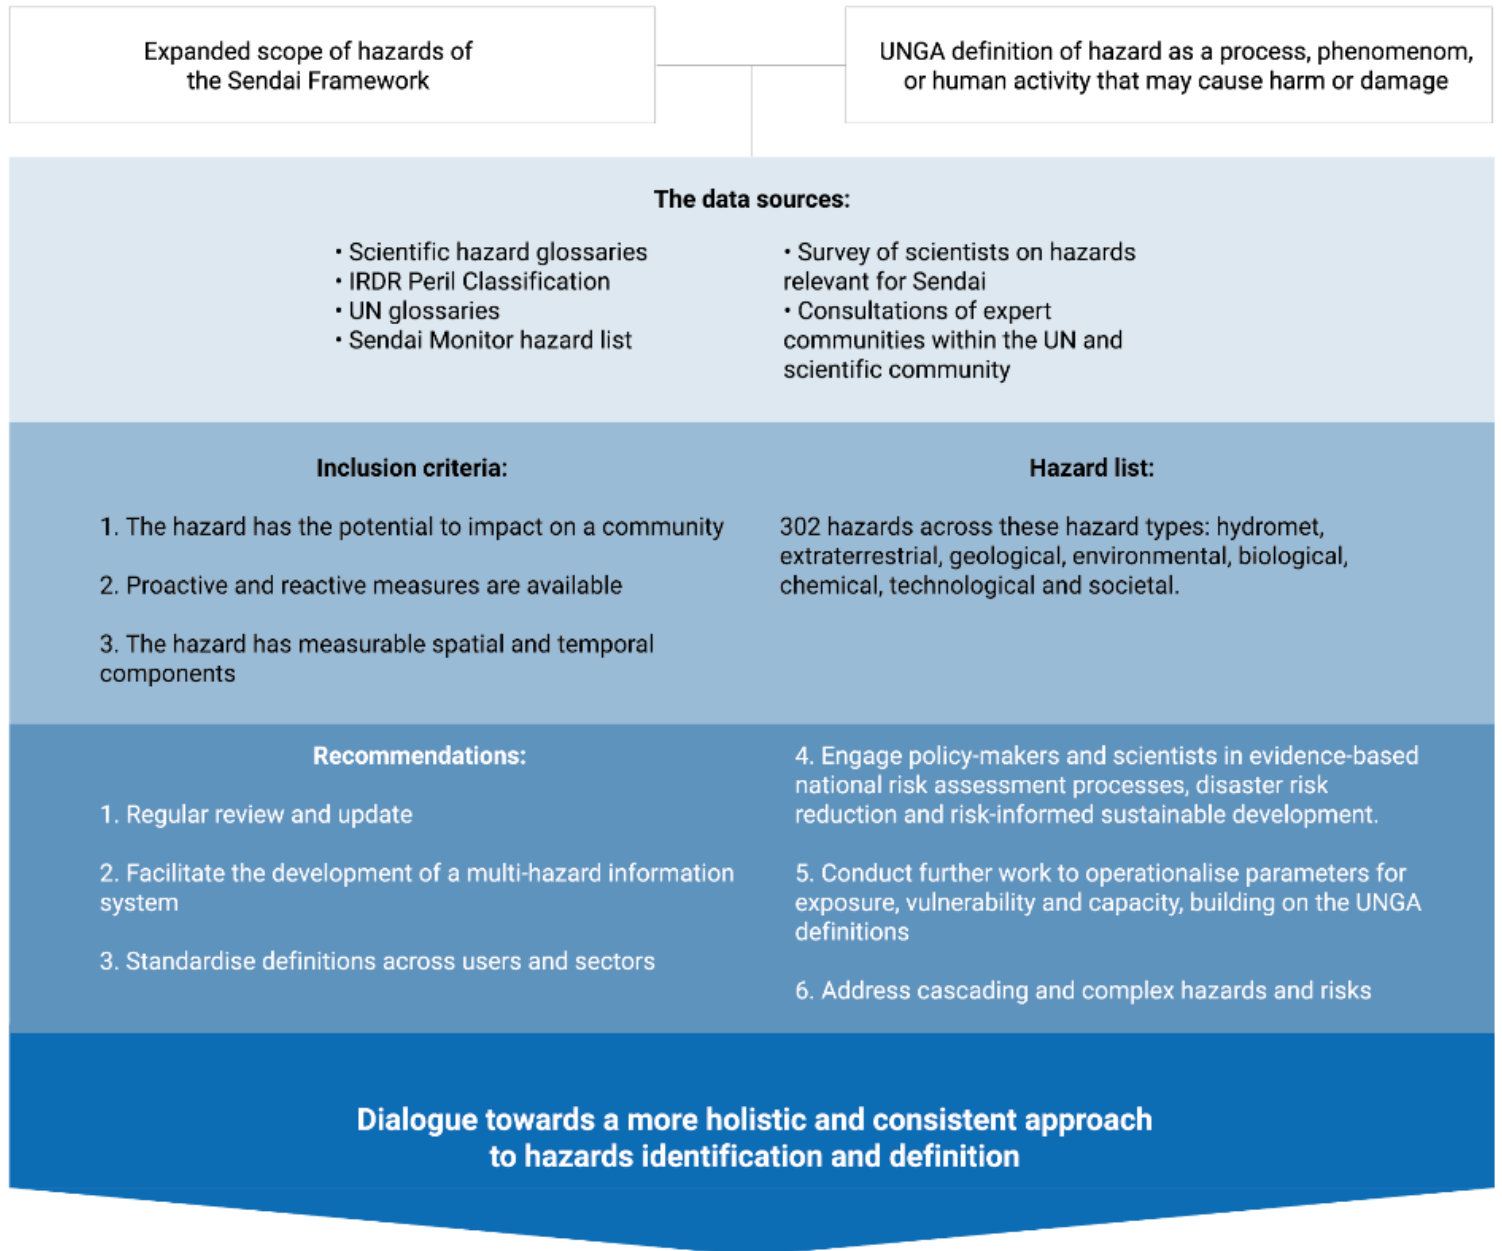 Expanded scope of hazards of
the Sendai Framework
UNGA definition of hazard as a process, phenomenom,
or human activity that may cause harm or damage
The data sources:
• Scientific hazard glossaries
• IRDR Peril Classification
• UN glossaries
• Sendai Monitor hazard list
• Survey of scientists on hazards
relevant for Sendai
• Consultations of expert
communities within the UN and
scientific community
Inclusion criteria:
1. The hazard has the potential to impact on a community
2. Proactive and reactive measures are available
3. The hazard has measurable spatial and temporal
components
Hazard list:
302 hazards across these hazard types: hydromet,
extraterrestrial, geological, environmental, biological,
chemical, technological and societal.
Recommendations:
1. Regular review and update
2. Facilitate the development of a multi-hazard information
system
3. Standardise definitions across users and sectors
4. Engage policy-makers and scientists in evidence-based
national risk assessment processes, disaster risk
reduction and risk-informed sustainable development.
5. Conduct further work to operationalise parameters for
exposure, vulnerability and capacity, building on the UNGA
definitions
6. Address cascading and complex hazards and risks
Dialogue towards a more holistic and consistent approach
to hazards identification and definition